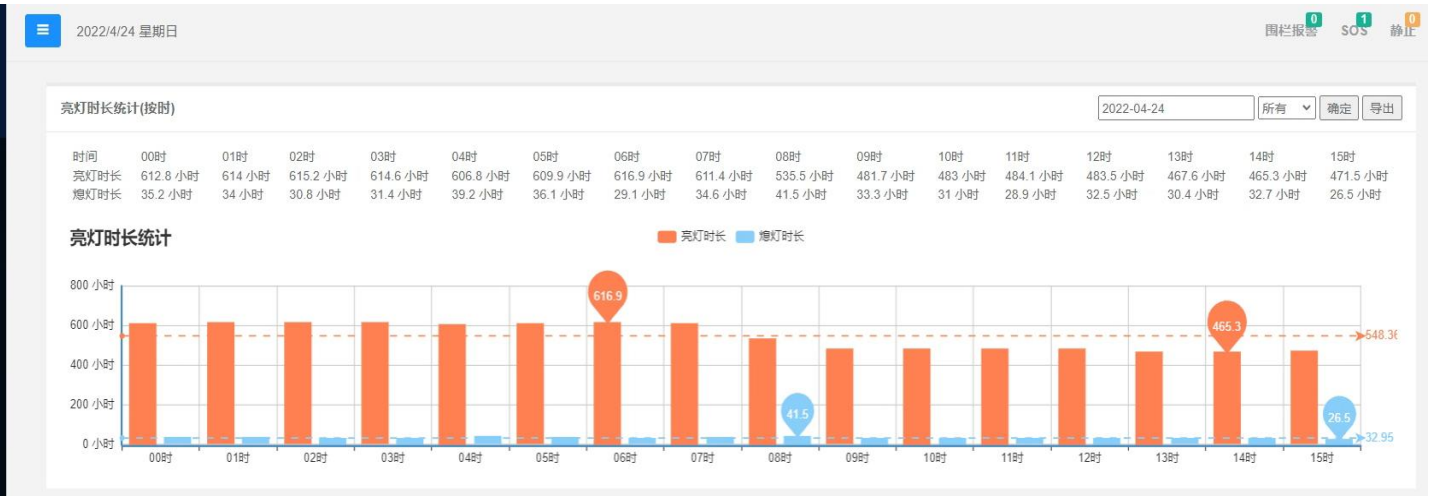 2022/4/24 星期日
围栏报警 0 SOS 1 静止 0
亮灯时长统计(按时)
2022-04-24 所有 确定 导出
时间 00时 01时 02时 03时 04时 05时 06时 07时 08时 09时 10时 11时 12时 13时 14时 15时
亮灯时长 612.8 小时 614 小时 615.2 小时 614.6 小时 606.8 小时 609.9 小时 616.9 小时 611.4 小时 535.5 小时 481.7 小时 483 小时 484.1 小时 483.5 小时 467.6 小时 465.3 小时 471.5 小时
熄灯时长 35.2 小时 34 小时 30.8 小时 31.4 小时 39.2 小时 36.1 小时 29.1 小时 34.6 小时 41.5 小时 33.3 小时 31 小时 28.9 小时 32.5 小时 30.4 小时 32.7 小时 26.5 小时
亮灯时长统计
亮灯时长 熄灯时长
800 小时
616.9
600 小时
465.3
548.36
400 小时
200 小时
41.5
26.5
32.95
0 小时
00时 01时 02时 03时 04时 05时 06时 07时 08时 09时 10时 11时 12时 13时 14时 15时